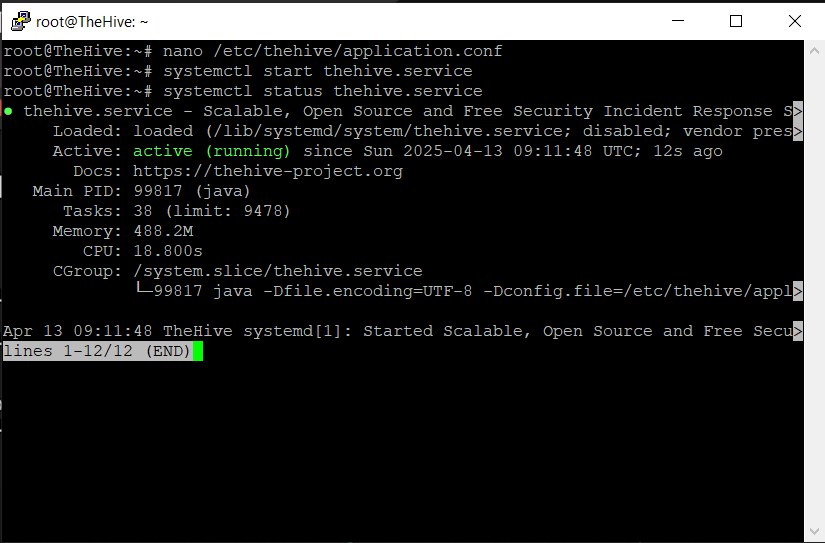 root@TheHive: ~
root@TheHive:~# nano /etc/thehive/application.conf
root@TheHive:~# systemctl start thehive.service
root@TheHive:~# systemctl status thehive.service
● thehive.service - Scalable, Open Source and Free Security Incident Response S>
     Loaded: loaded (/lib/systemd/system/thehive.service; disabled; vendor pres>
     Active: active (running) since Sun 2025-04-13 09:11:48 UTC; 12s ago
       Docs: https://thehive-project.org
   Main PID: 99817 (java)
      Tasks: 38 (limit: 9478)
     Memory: 488.2M
        CPU: 18.800s
     CGroup: /system.slice/thehive.service
             └─99817 java -Dfile.encoding=UTF-8 -Dconfig.file=/etc/thehive/appl>
Apr 13 09:11:48 TheHive systemd[1]: Started Scalable, Open Source and Free Secu>
lines 1-12/12 (END)